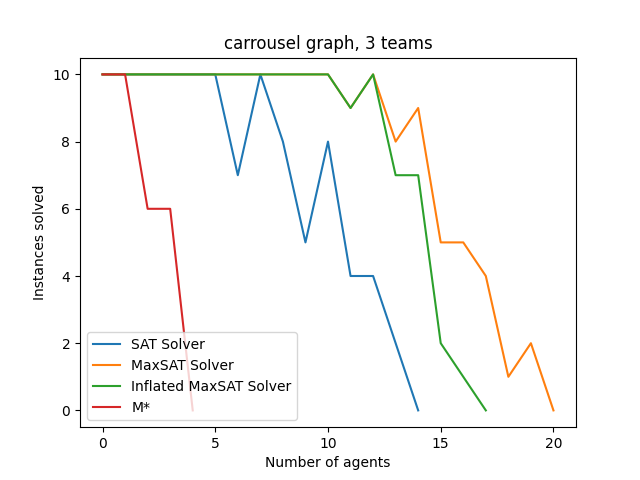 carrousel graph, 3 teams
10
8
6
4
2
0
Instances solved
SAT Solver
MaxSAT Solver
Inflated MaxSAT Solver
M*
0 5 10 15 20
Number of agents